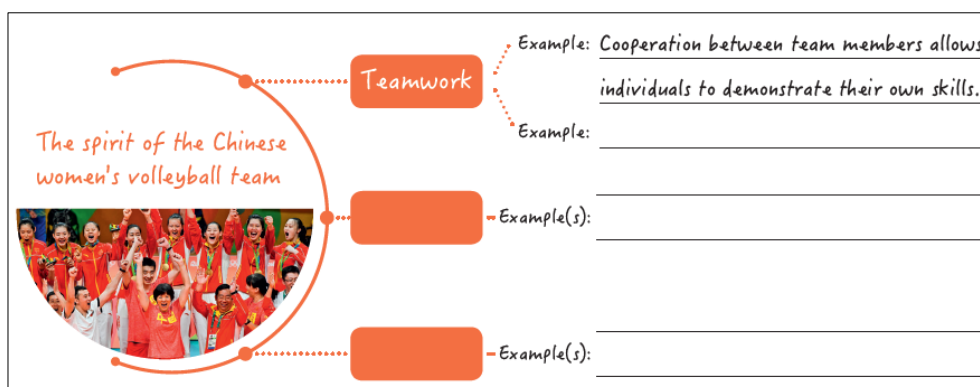 Example: Cooperation between team members allows
individuals to demonstrate their own skills.
Teamwork
Example:
The spirit of the Chinese
women's volleyball team
Example(s):
Example(s):